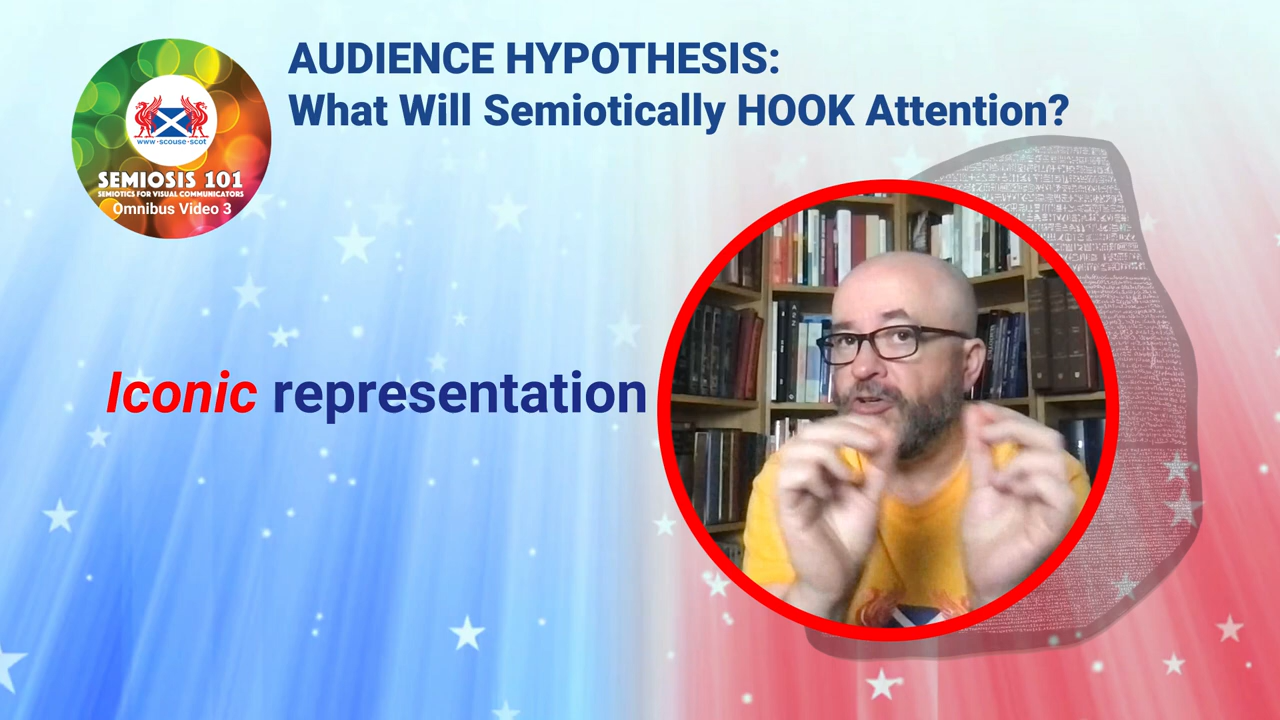 AUDIENCE HYPOTHESIS:
What Will Semiotically HOOK Attention?
www·scouse·scot
SEMIOSIS 101
SEMIOTICS FOR VISUAL COMMUNICATORS
Omnibus Video 3
Iconic representation